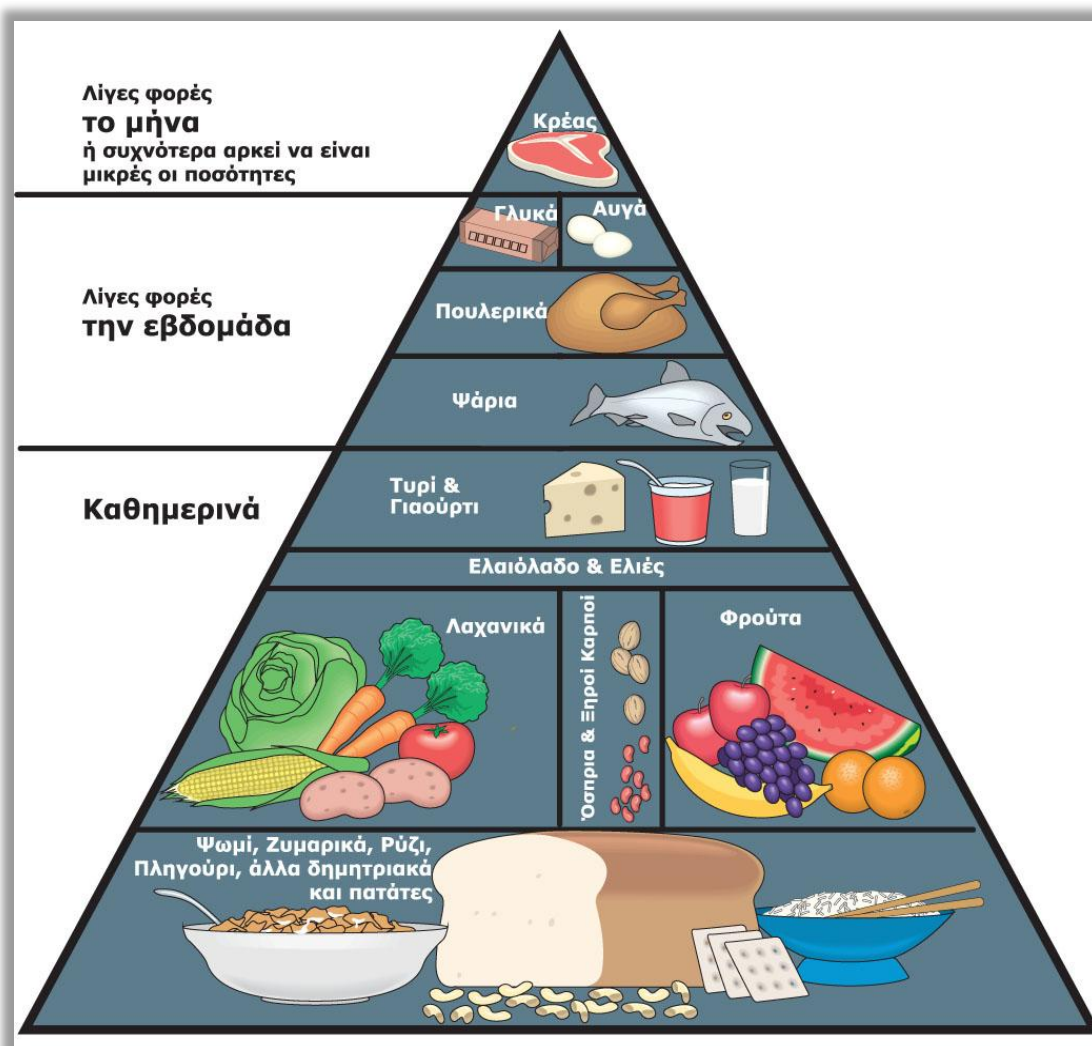 Λίγες φορές
το μήνα
ή συχνότερα αρκεί να είναι
μικρές οι ποσότητες
Κρέας
Γλυκά
Αυγά
Λίγες φορές
την εβδομάδα
Πουλερικά
Ψάρια
Καθημερινά
Τυρί &
Γιαούρτι
Ελαιόλαδο & Ελιές
Λαχανικά
Όσπρια & Ξηροί Καρποί
Φρούτα
Ψωμί, Ζυμαρικά, Ρύζι,
Πληγούρι, άλλα δημητριακά
και πατάτες